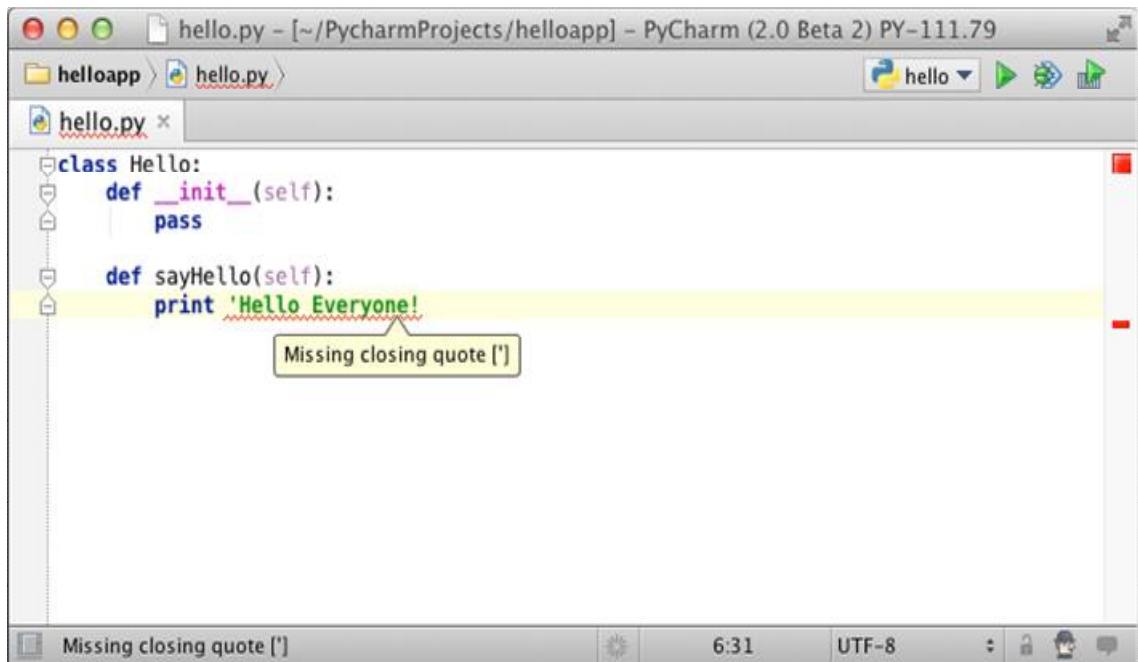 hello.py – [~/PycharmProjects/helloapp] – PyCharm (2.0 Beta 2) PY–111.79
helloapp hello.py hello
hello.py ×
class Hello:
    def __init__(self):
        pass
    def sayHello(self):
        print 'Hello Everyone!
Missing closing quote [']
Missing closing quote ['] 6:31 UTF–8